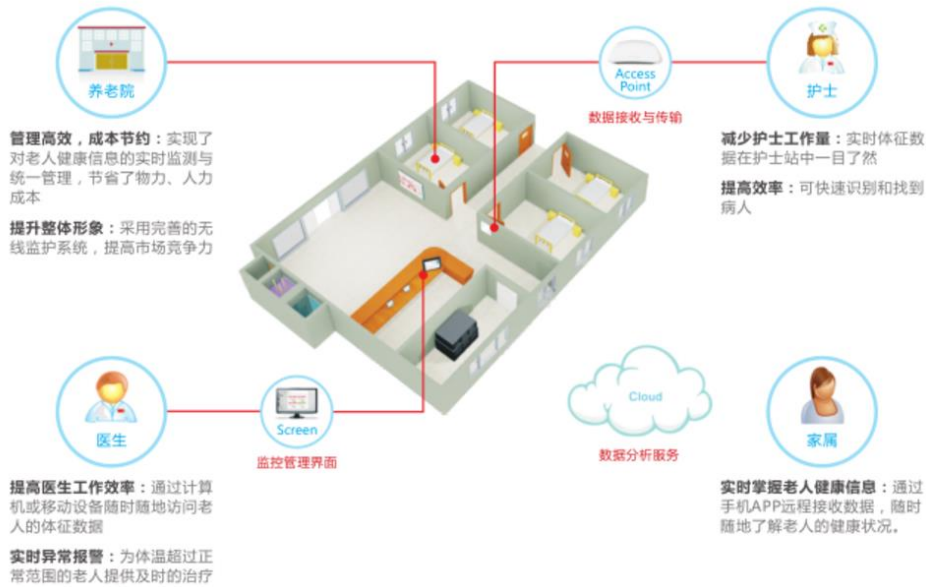 养老院
管理高效，成本节约：实现了
对老人健康信息的实时监测与
统一管理，节省了物力、人力
成本
提升整体形象：采用完善的无
线监护系统，提高市场竞争力
Access
Point
数据接收与传输
护士
减少护士工作量：实时体征数
据在护士站中一目了然
提高效率：可快速识别和找到
病人
医生
提高医生工作效率：通过计算
机或移动设备随时随地访问老
人的体征数据
实时异常报警：为体温超过正
常范围的老人提供及时的治疗
Screen
监控管理界面
Cloud
数据分析服务
家属
实时掌握老人健康信息：通过
手机APP远程接收数据，随时
随地了解老人的健康状况。